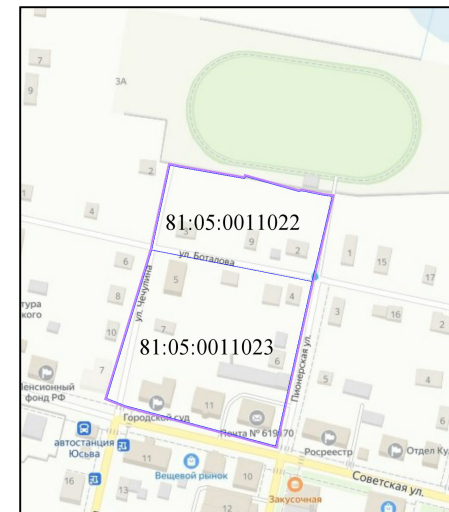 7
9
3А
2
4
81:05:0011022
9
2
1
15
17
ул. Боталова
6
5
4
8
ул. Чечулина
7
3
16
2
10
81:05:0011023
6
Пионерская ул.
7
5
4
Пенсионный
фонд РФ
11
Городской суд
Почта № 619170
6
автостанция
Юсьва
Росреестр
Отдел Ку
11
Вещевой рынок
10
Советская ул.
16
13
Закусочная
12